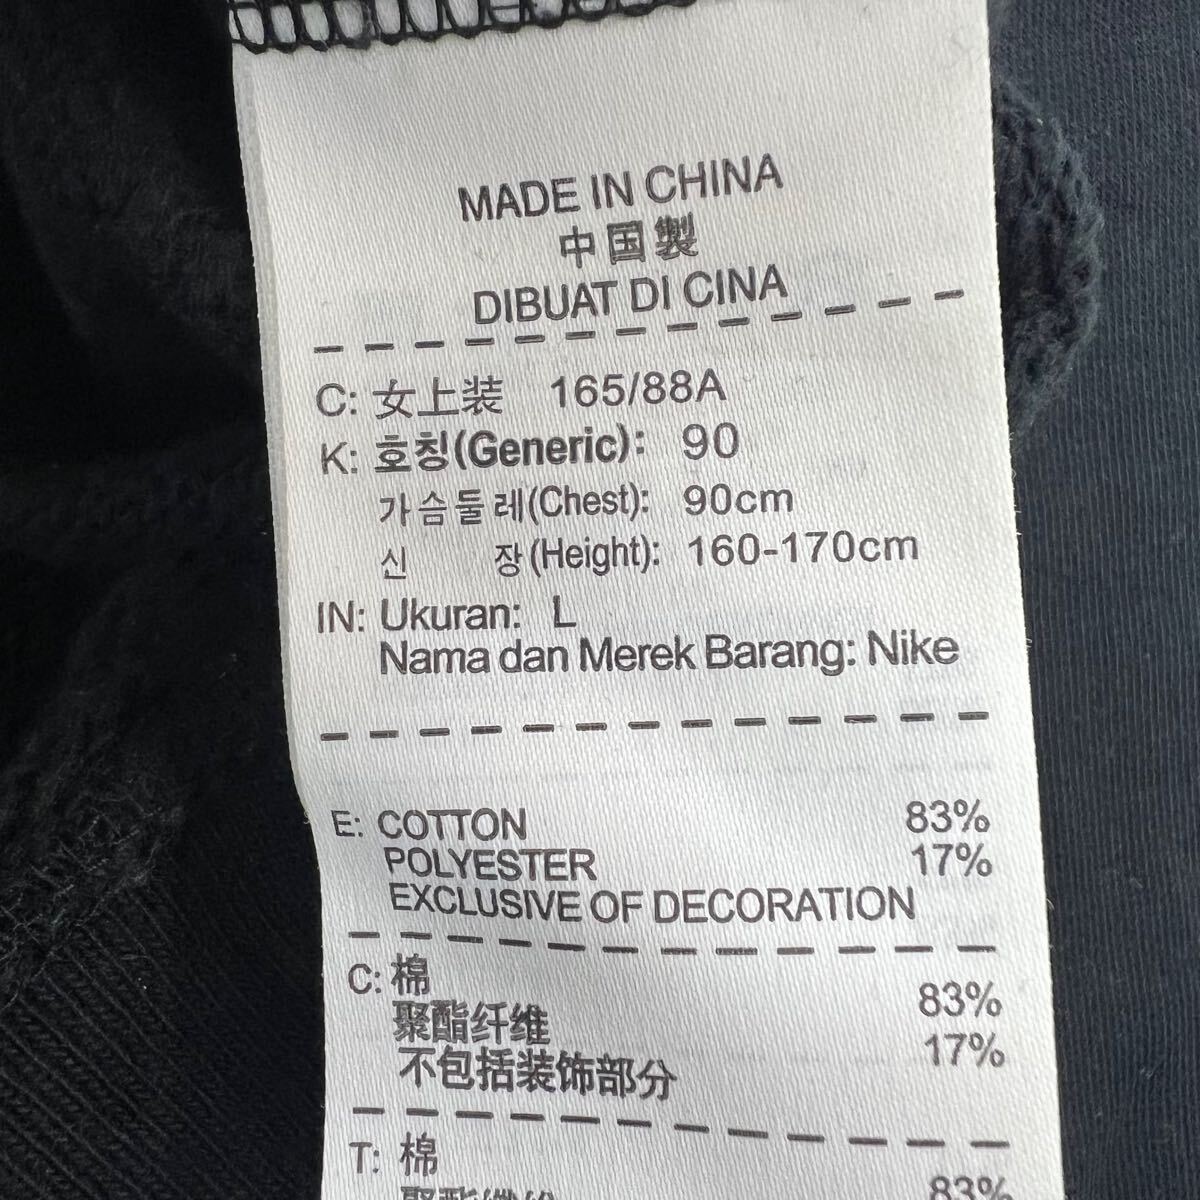 MADE IN CHINA
中国製
DIBUAT DI CINA
C: 女上装 165/88A
K: 호칭(Generic): 90
가슴둘레(Chest): 90cm
신 장(Height): 160-170cm
IN: Ukuran: L
Nama dan Merek Barang: Nike
E: COTTON 83%
POLYESTER 17%
EXCLUSIVE OF DECORATION
C: 棉 83%
聚酯纤维 17%
不包括装饰部分
T: 棉 83%